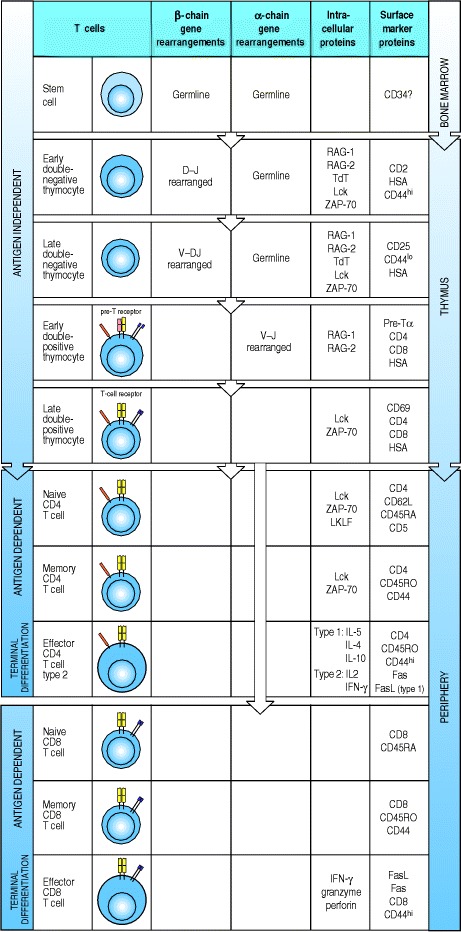 T cells
β-chain
gene
rearrangements
α-chain
gene
rearrangements
Intra-
cellular
proteins
Surface
marker
proteins
Stem
cell
Germline
Germline
CD34?
BONE MARROW
ANTIGEN INDEPENDENT
Early
double-
negative
thymocyte
D–J
rearranged
Germline
RAG-1
RAG-2
TdT
Lck
ZAP-70
CD2
HSA
CD44hi
THYMUS
Late
double-
negative
thymocyte
V–DJ
rearranged
Germline
RAG-1
RAG-2
TdT
Lck
ZAP-70
CD25
CD44lo
HSA
Early
double-
positive
thymocyte
pre-T receptor
V–J
rearranged
RAG-1
RAG-2
Pre-Tα
CD4
CD8
HSA
Late
double-
positive
thymocyte
T-cell receptor
Lck
ZAP-70
CD69
CD4
CD8
HSA
ANTIGEN DEPENDENT
Naive
CD4
T cell
Lck
ZAP-70
LKLF
CD4
CD62L
CD45RA
CD5
PERIPHERY
Memory
CD4
T cell
Lck
ZAP-70
CD4
CD45RO
CD44
TERMINAL
DIFFERENTIATION
Effector
CD4
T cell
type 2
Type 1: IL-5
IL-4
IL-10
Type 2: IL2
IFN-γ
CD4
CD45RO
CD44hi
Fas
FasL (type 1)
ANTIGEN DEPENDENT
Naive
CD8
T cell
CD8
CD45RA
Memory
CD8
T cell
CD8
CD45RO
CD44
TERMINAL
DIFFERENTIATION
Effector
CD8
T cell
IFN-γ
granzyme
perforin
FasL
Fas
CD8
CD44hi